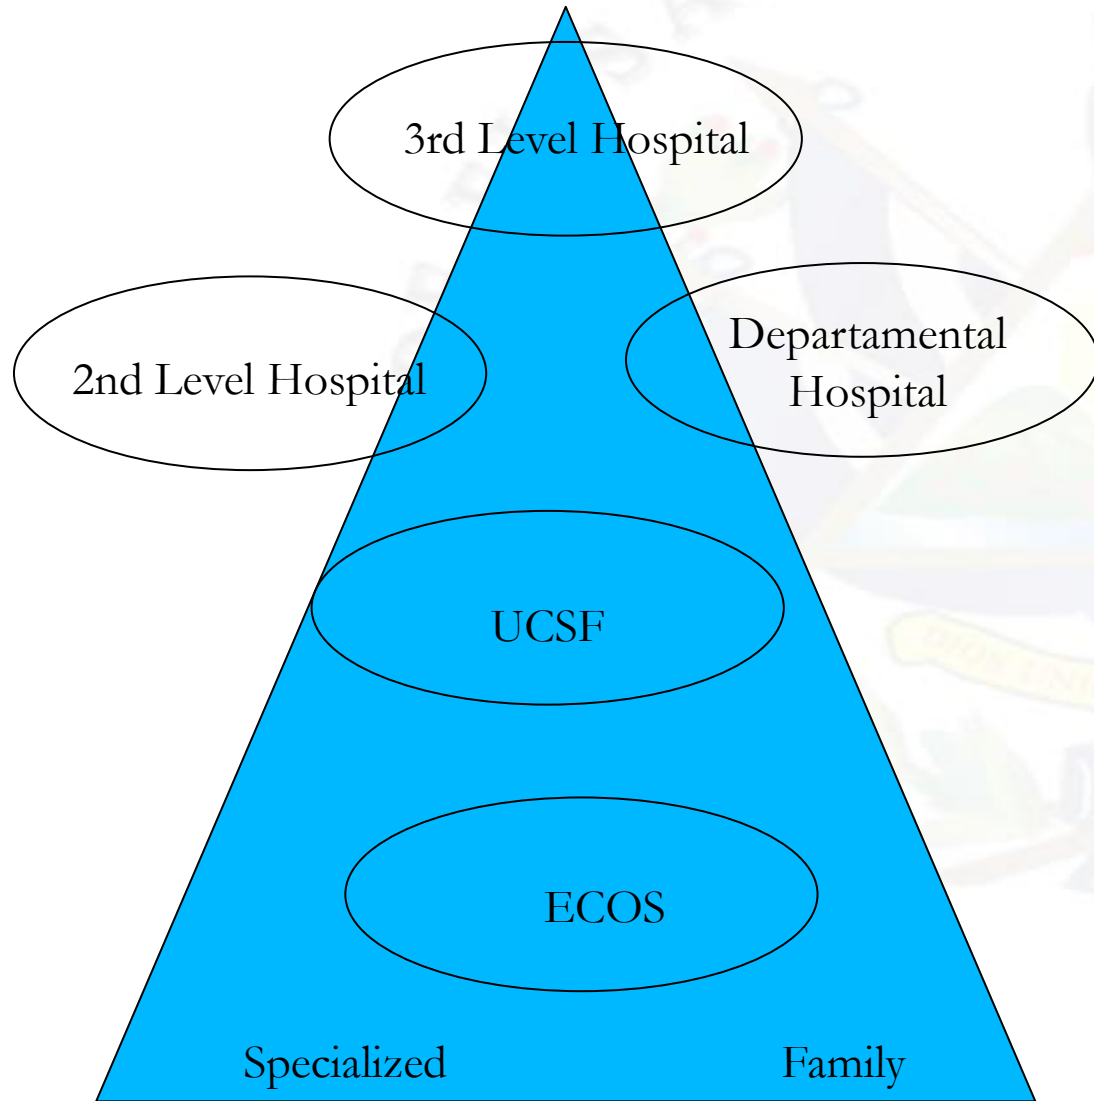 3rd Level Hospital
2nd Level Hospital
Departamental
Hospital
UCSF
ECOS
Specialized
Family